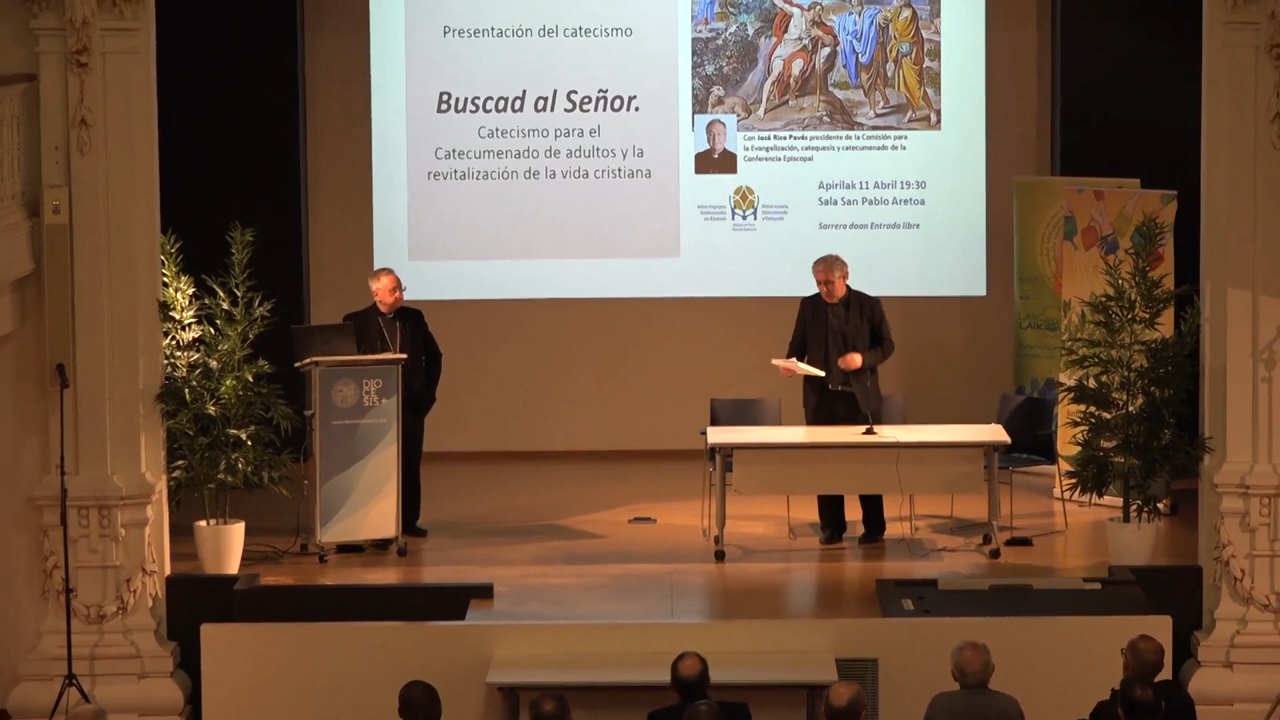 Presentación del catecismo
Buscad al Señor.
Catecismo para el
Catecumenado de adultos y la
revitalización de la vida cristiana
Con José Rico Pavés presidente de la Comisión para
la Evangelización, catequesis y catecumenado de la
Conferencia Episcopal
Apirilak 11 Abril 19:30
Sala San Pablo Aretoa
Sarrera doan Entrada libre
DIO
CE
SIS+